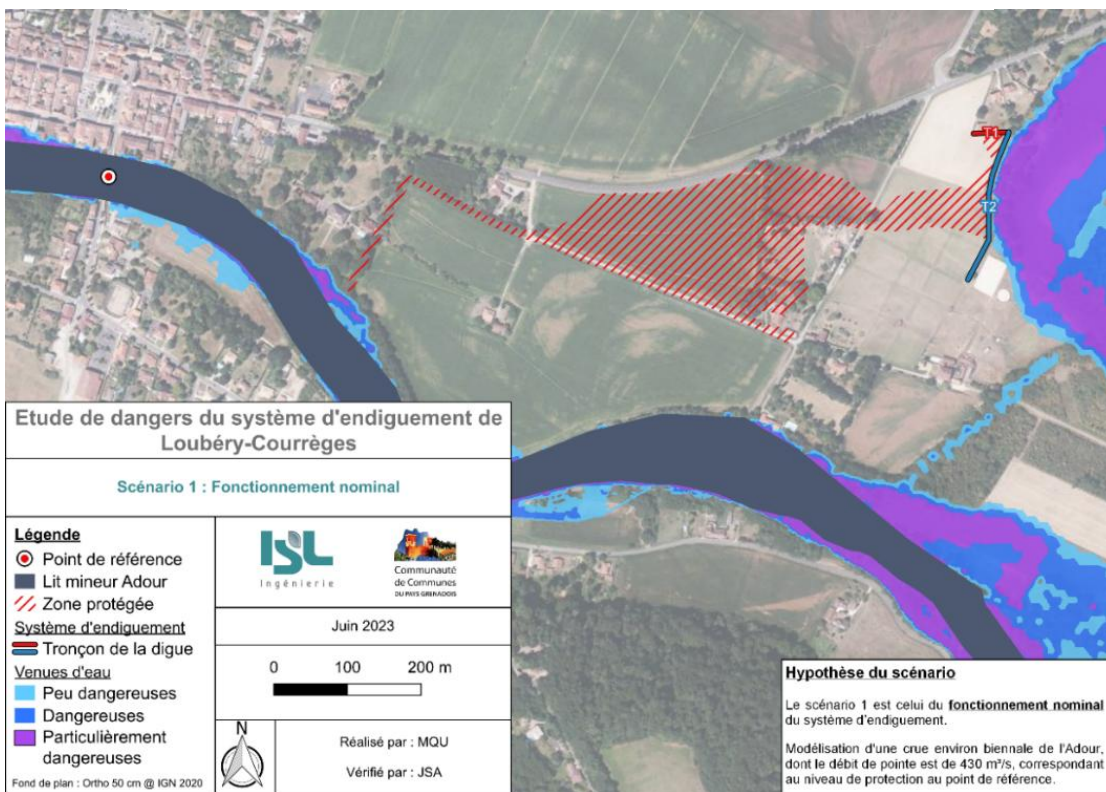 T1
T2
Etude de dangers du système d'endiguement de
Loubéry-Courrèges
Scénario 1 : Fonctionnement nominal
Légende
Point de référence
Lit mineur Adour
Zone protégée
Système d'endiguement
Tronçon de la digue
Venues d'eau
Peu dangereuses
Dangereuses
Particulièrement
dangereuses
Fond de plan : Ortho 50 cm @ IGN 2020
ISL
Ingénierie
Communauté
de Communes
DU PAYS GRENADOIS
Juin 2023
0 100 200 m
N
Réalisé par : MQU
Vérifié par : JSA
Hypothèse du scénario
Le scénario 1 est celui du fonctionnement nominal
du système d'endiguement.
Modélisation d'une crue environ biennale de l'Adour,
dont le débit de pointe est de 430 m³/s, correspondant
au niveau de protection au point de référence.